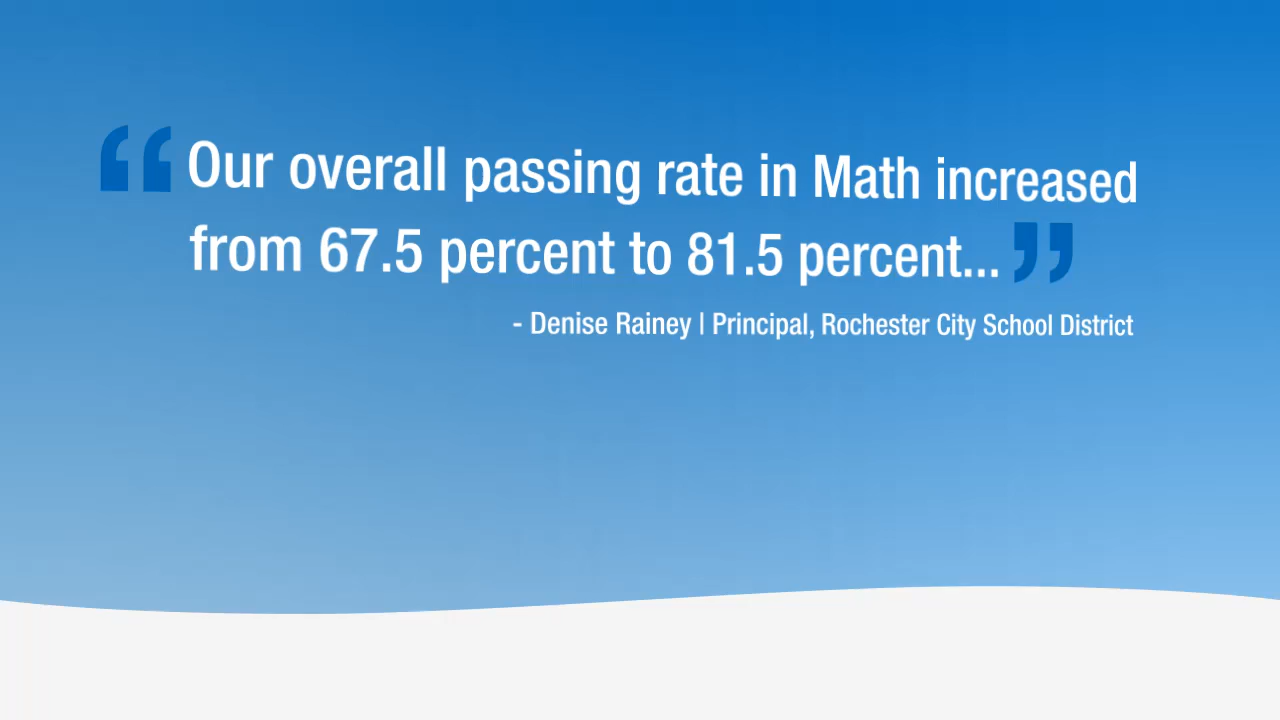 “Our overall passing rate in Math increased
from 67.5 percent to 81.5 percent...”
- Denise Rainey | Principal, Rochester City School District